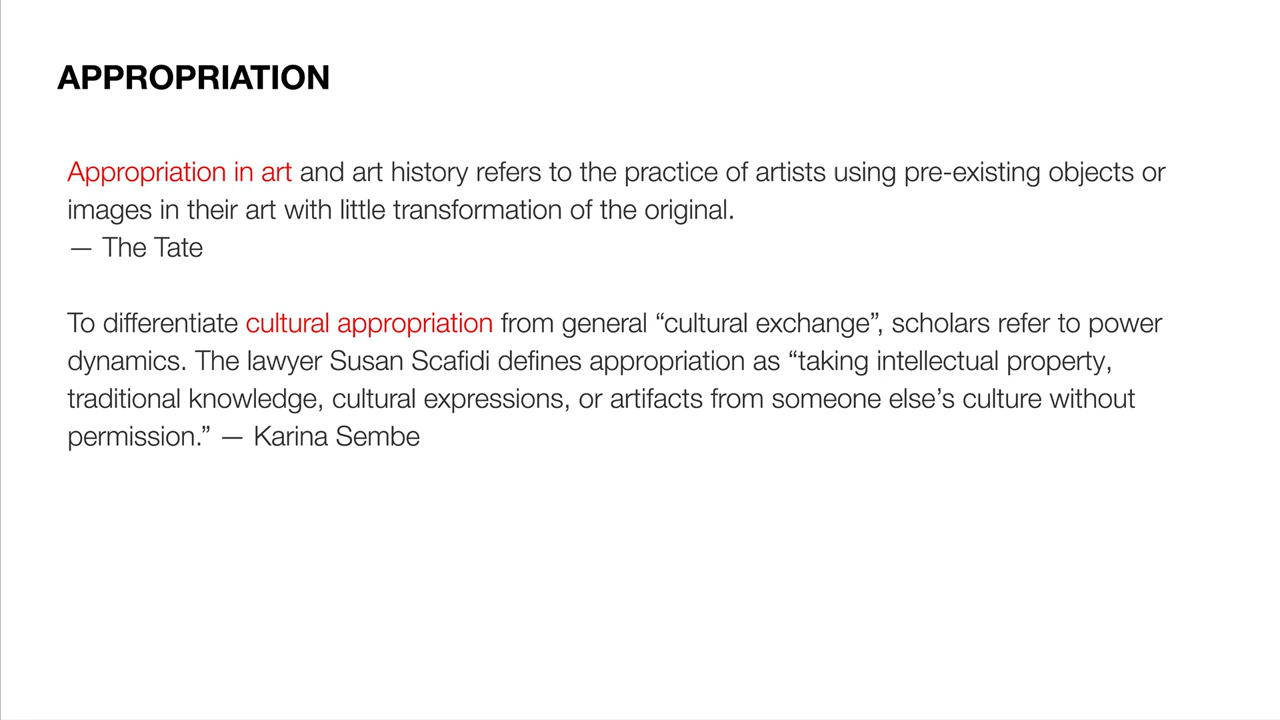 APPROPRIATION
Appropriation in art and art history refers to the practice of artists using pre-existing objects or
images in their art with little transformation of the original.
— The Tate
To differentiate cultural appropriation from general “cultural exchange”, scholars refer to power
dynamics. The lawyer Susan Scafidi defines appropriation as “taking intellectual property,
traditional knowledge, cultural expressions, or artifacts from someone else’s culture without
permission.” — Karina Sembe